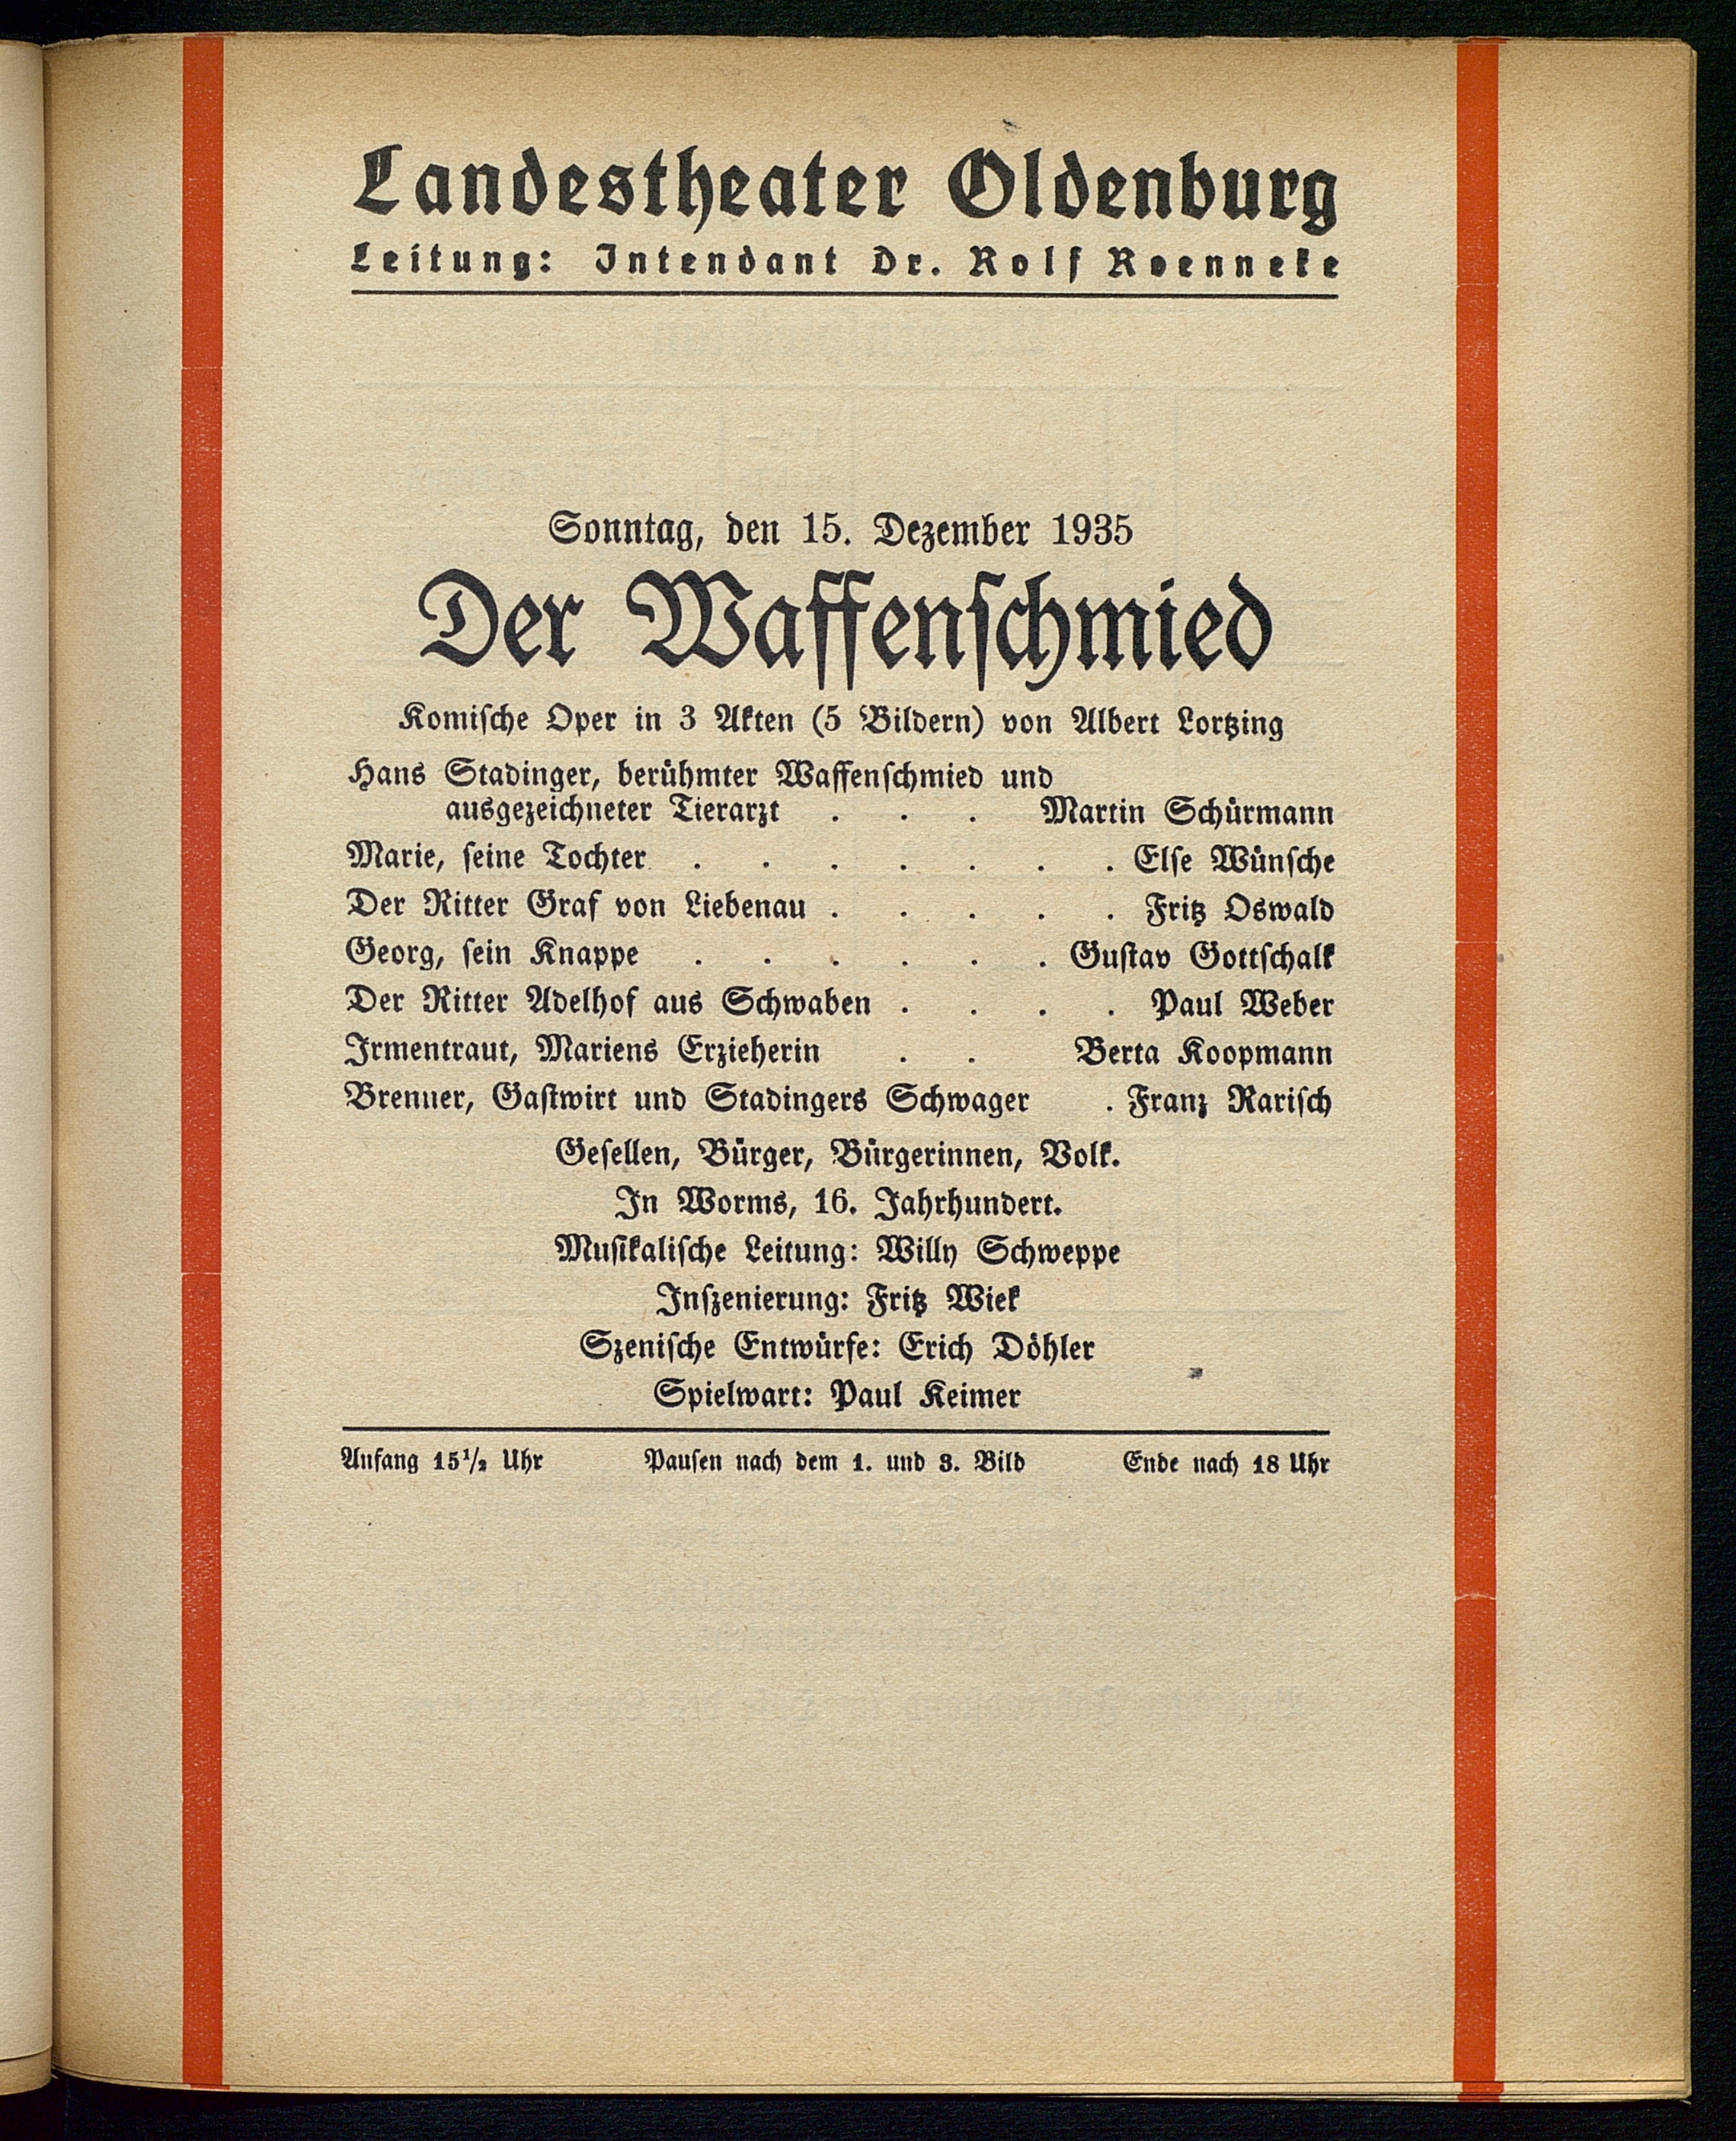 Landestheater Oldenburg
Leitung: Intendant Dr. Rolf Roenneke
Sonntag, den 15. Dezember 1935
Der Waffenschmied
Komische Oper in 3 Akten (5 Bildern) von Albert Lortzing
Hans Stadinger, berühmter Waffenschmied und
ausgezeichneter Tierarzt . . . Martin Schürmann
Marie, seine Tochter . . . . . . . Else Wünsche
Der Ritter Graf von Liebenau . . . . . Fritz Oswald
Georg, sein Knappe . . . . . . Gustav Gottschalk
Der Ritter Adelhof aus Schwaben . . . . Paul Weber
Irmentraut, Mariens Erzieherin . . Berta Koopmann
Brenner, Gastwirt und Stadingers Schwager . Franz Rarisch
Gesellen, Bürger, Bürgerinnen, Volk.
In Worms, 16. Jahrhundert.
Musikalische Leitung: Willy Schweppe
Inszenierung: Fritz Wiek
Szenische Entwürfe: Erich Döhler
Spielwart: Paul Keimer
Anfang 15½ Uhr Pausen nach dem 1. und 3. Bild Ende nach 18 Uhr